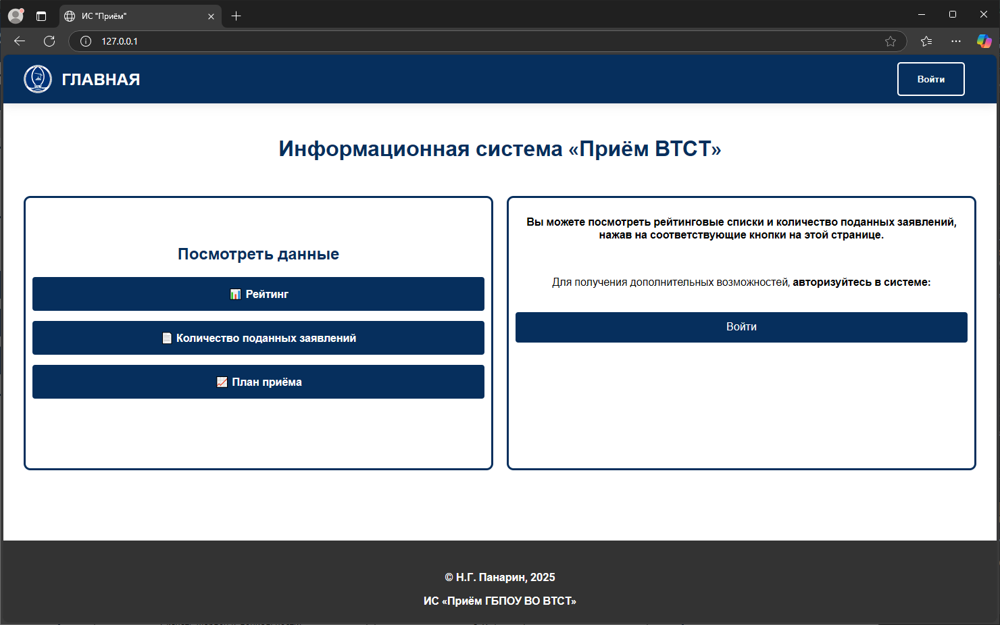 ИС "Приём"
127.0.0.1
ГЛАВНАЯ
Войти
Информационная система «Приём ВТСТ»
Посмотреть данные
Рейтинг
Количество поданных заявлений
План приёма
Вы можете посмотреть рейтинговые списки и количество поданных заявлений,
нажав на соответствующие кнопки на этой странице.
Для получения дополнительных возможностей, авторизуйтесь в системе:
Войти
© Н.Г. Панарин, 2025
ИС «Приём ГБПОУ ВО ВТСТ»